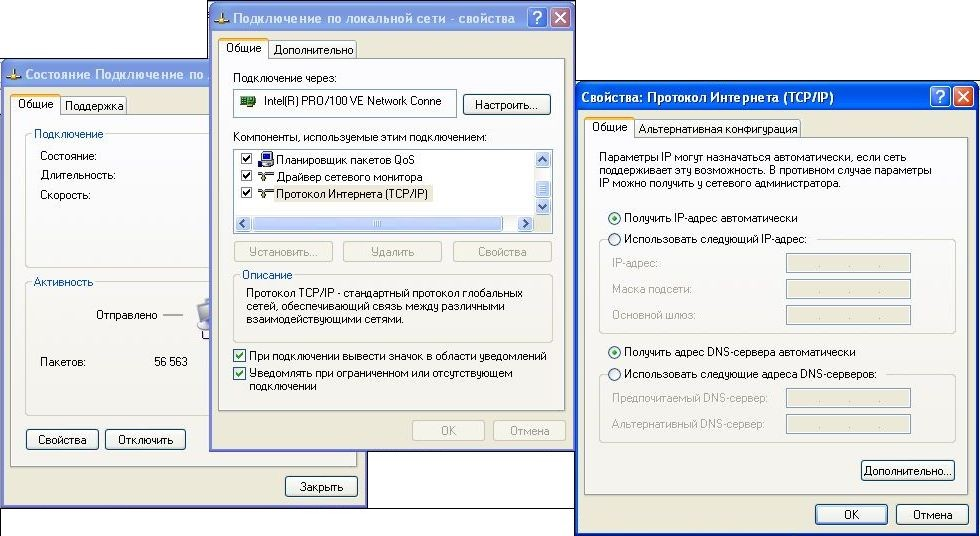 Состояние Подключение по
Общие
Поддержка
Подключение
Состояние:
Длительность:
Скорость:
Активность
Отправлено
Пакетов:
56 563
Свойства
Отключить
Закрыть
Подключение по локальной сети - свойства
Общие
Дополнительно
Подключение через:
Intel(R) PRO/100 VE Network Conne
Настроить...
Компоненты, используемые этим подключением:
Планировщик пакетов QoS
Драйвер сетевого монитора
Протокол Интернета (TCP/IP)
Установить...
Удалить
Свойства
Описание
Протокол TCP/IP - стандартный протокол глобальных
сетей, обеспечивающий связь между различными
взаимодействующими сетями.
При подключении вывести значок в области уведомлений
Уведомлять при ограниченном или отсутствующем
подключении
OK
Отмена
Свойства: Протокол Интернета (TCP/IP)
Общие
Альтернативная конфигурация
Параметры IP могут назначаться автоматически, если сеть
поддерживает эту возможность. В противном случае параметры
IP можно получить у сетевого администратора.
Получить IP-адрес автоматически
Использовать следующий IP-адрес:
IP-адрес:
Маска подсети:
Основной шлюз:
Получить адрес DNS-сервера автоматически
Использовать следующие адреса DNS-серверов:
Предпочитаемый DNS-сервер:
Альтернативный DNS-сервер:
Дополнительно...
OK
Отмена